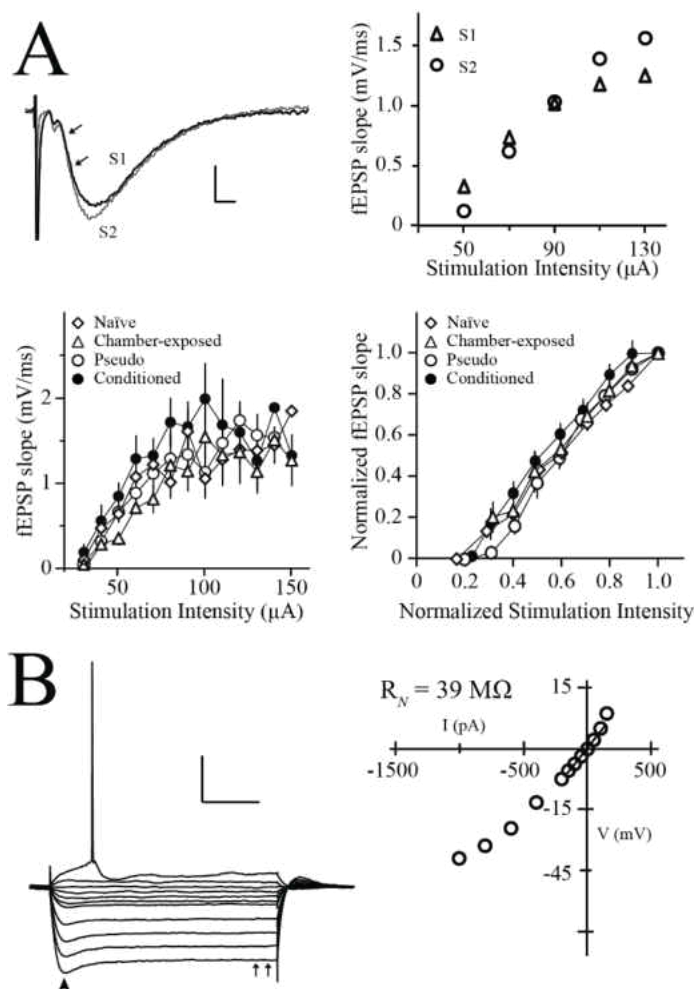 A
S1
S2
fEPSP slope (mV/ms)
1.5
1.0
0.5
0
S1
S2
50
90
130
Stimulation Intensity (μA)
fEPSP slope (mV/ms)
2
1
0
Naïve
Chamber-exposed
Pseudo
Conditioned
50
100
150
Stimulation Intensity (μA)
Normalized fEPSP slope
1.0
0.8
0.6
0.4
0.2
0
Naïve
Chamber-exposed
Pseudo
Conditioned
0
0.2
0.4
0.6
0.8
1.0
Normalized Stimulation Intensity
B
R_N = 39 MΩ
I (pA)
15
-1500
-500
500
-15
V (mV)
-45